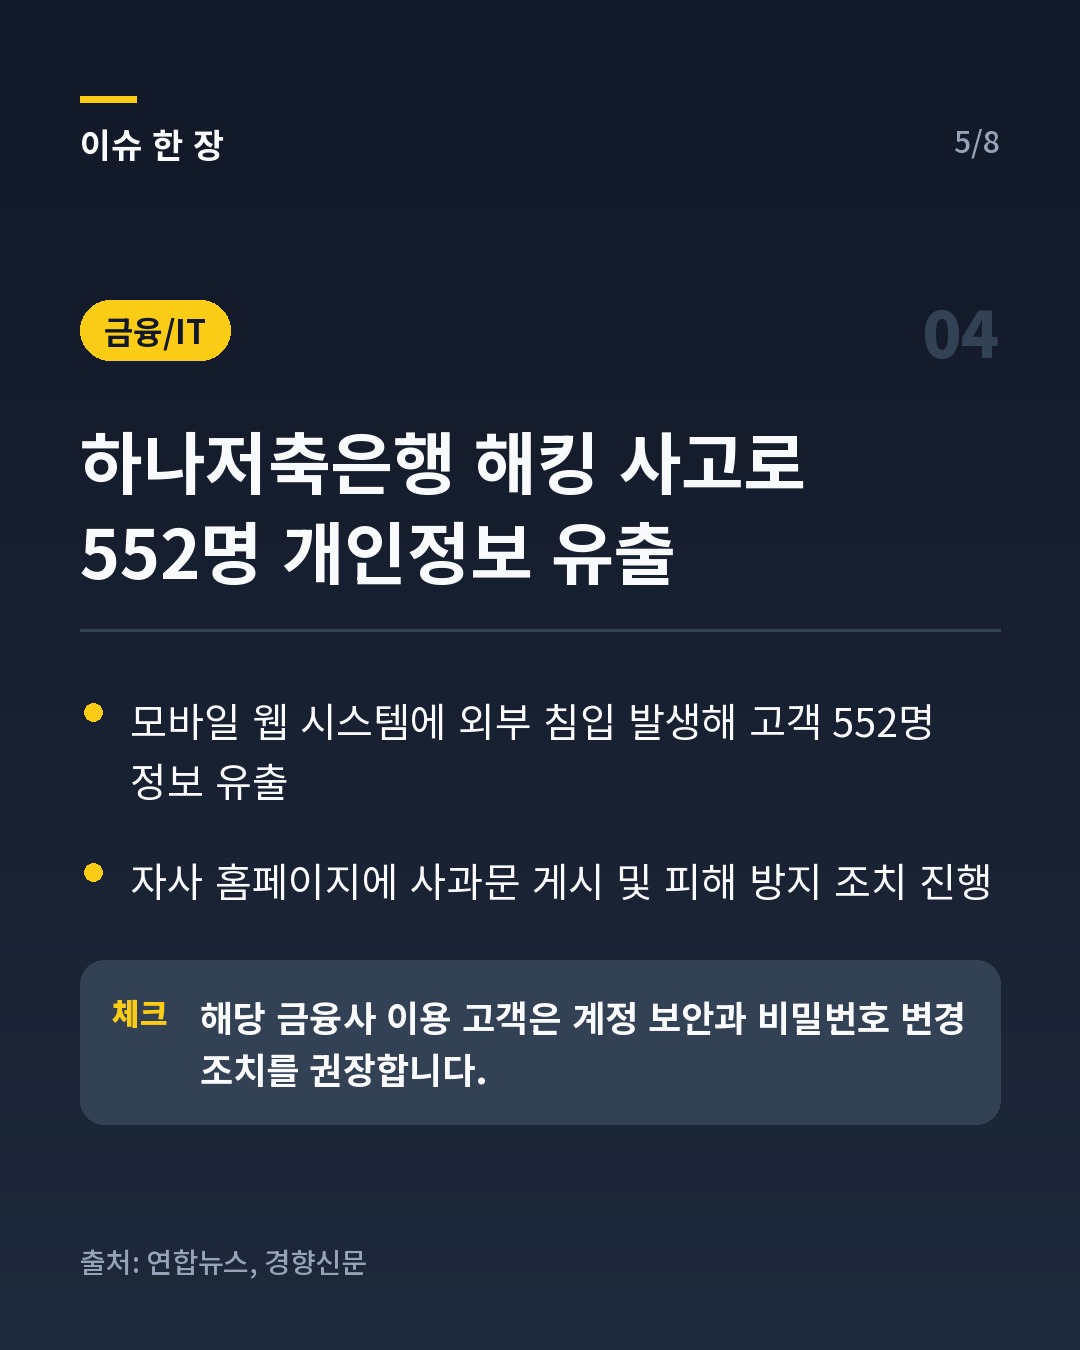 이슈 한 장
5/8
금융/IT
04
하나저축은행 해킹 사고로
552명 개인정보 유출
모바일 웹 시스템에 외부 침입 발생해 고객 552명
정보 유출
자사 홈페이지에 사과문 게시 및 피해 방지 조치 진행
체크
해당 금융사 이용 고객은 계정 보안과 비밀번호 변경
조치를 권장합니다.
출처: 연합뉴스, 경향신문